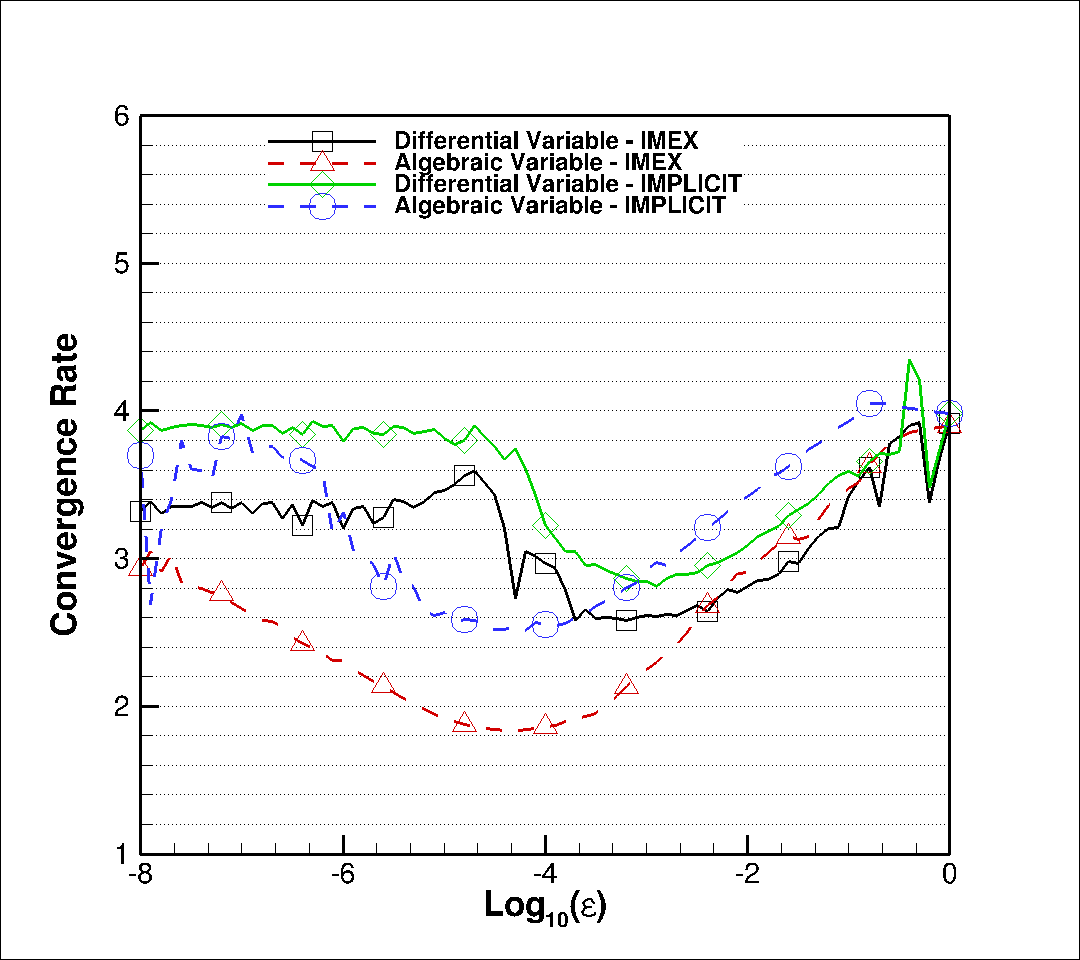 6
5
4
3
2
1
-8
-6
-4
-2
0
Convergence Rate
Log10(ε)
Differential Variable - IMEX
Algebraic Variable - IMEX
Differential Variable - IMPLICIT
Algebraic Variable - IMPLICIT